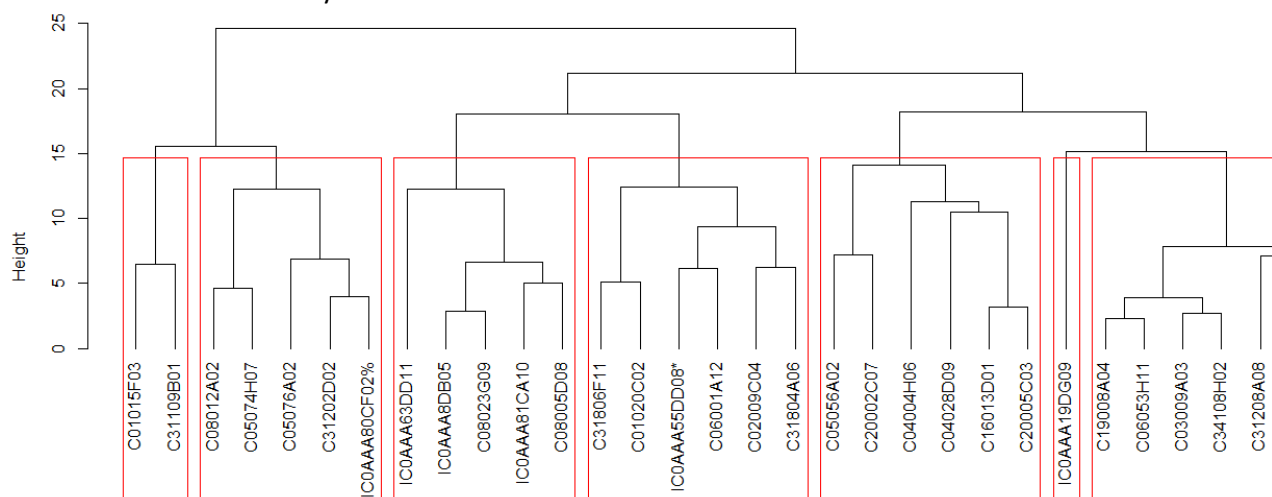 25
20
15
10
5
0
Height
C01015F03
C31109B01
C08012A02
C05074H07
C05076A02
C31202D02
IC0AAA80CF02%
IC0AAA63DD11
IC0AAA8DB05
C08023G09
IC0AAA81CA10
C08005D08
C31806F11
C01020C02
IC0AAA55DD08*
C06001A12
C02009C04
C31804A06
C05056A02
C20002C07
C04004H06
C04028D09
C16013D01
C20005C03
IC0AAA19DG09
C19008A04
C06053H11
C03009A03
C34108H02
C31208A08